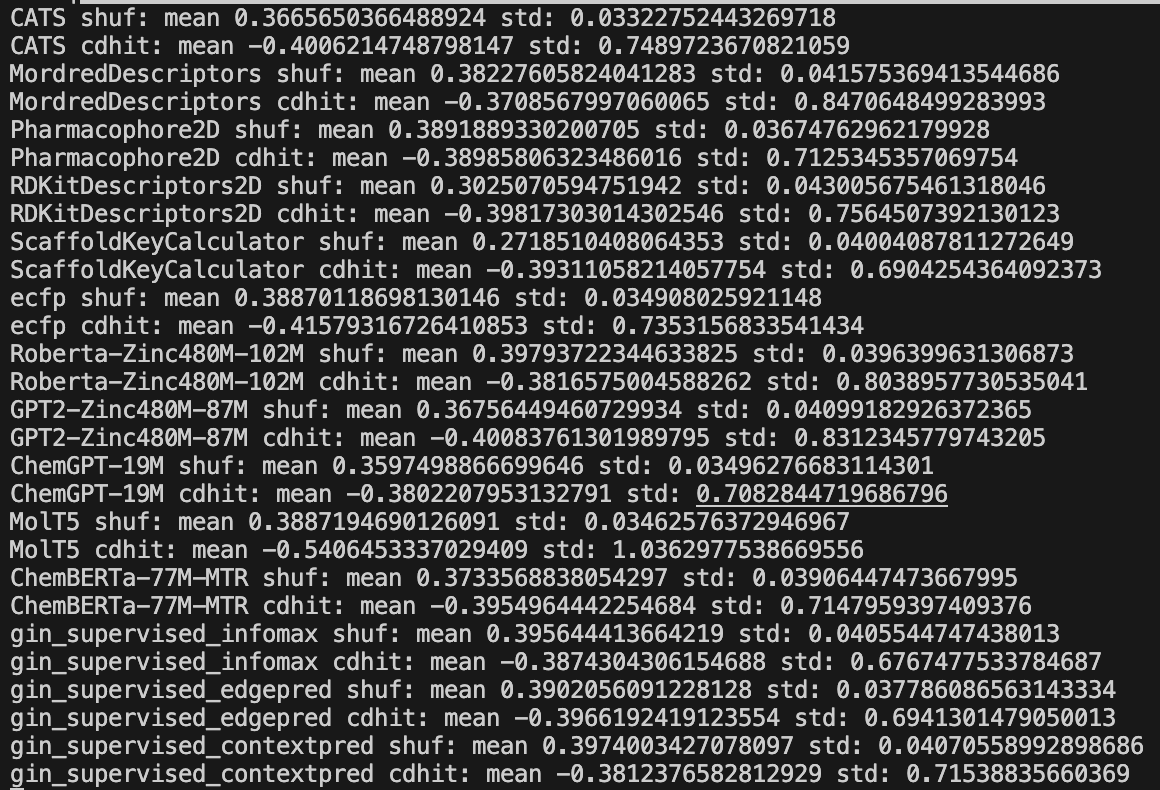 CATS shuf: mean 0.3665650366488924 std: 0.03322752443269718
CATS cdhit: mean -0.4006214748798147 std: 0.7489723670821059
MordredDescriptors shuf: mean 0.38227605824041283 std: 0.041575369413544686
MordredDescriptors cdhit: mean -0.3708567997060065 std: 0.8470648499283993
Pharmacophore2D shuf: mean 0.3891889330200705 std: 0.03674762962179928
Pharmacophore2D cdhit: mean -0.38985806323486016 std: 0.7125345357069754
RDKitDescriptors2D shuf: mean 0.3025070594751942 std: 0.043005675461318046
RDKitDescriptors2D cdhit: mean -0.39817303014302546 std: 0.7564507392130123
ScaffoldKeyCalculator shuf: mean 0.2718510408064353 std: 0.04004087811272649
ScaffoldKeyCalculator cdhit: mean -0.39311058214057754 std: 0.6904254364092373
ecfp shuf: mean 0.38870118698130146 std: 0.034908025921148
ecfp cdhit: mean -0.41579316726410853 std: 0.7353156833541434
Roberta-Zinc480M-102M shuf: mean 0.39793722344633825 std: 0.0396399631306873
Roberta-Zinc480M-102M cdhit: mean -0.3816575004588262 std: 0.8038957730535041
GPT2-Zinc480M-87M shuf: mean 0.36756449460729934 std: 0.04099182926372365
GPT2-Zinc480M-87M cdhit: mean -0.40083761301989795 std: 0.8312345779743205
ChemGPT-19M shuf: mean 0.3597498866699646 std: 0.03496276683114301
ChemGPT-19M cdhit: mean -0.3802207953132791 std: 0.7082844719686796
MolT5 shuf: mean 0.3887194690126091 std: 0.03462576372946967
MolT5 cdhit: mean -0.5406453337029409 std: 1.0362977538669556
ChemBERTa-77M-MTR shuf: mean 0.3733568838054297 std: 0.03906447473667995
ChemBERTa-77M-MTR cdhit: mean -0.3954964442254684 std: 0.7147959397409376
gin_supervised_infomax shuf: mean 0.395644413664219 std: 0.0405544747438013
gin_supervised_infomax cdhit: mean -0.3874304306154688 std: 0.6767477533784687
gin_supervised_edgepred shuf: mean 0.3902056091228128 std: 0.037786086563143334
gin_supervised_edgepred cdhit: mean -0.3966192419123554 std: 0.6941301479050013
gin_supervised_contextpred shuf: mean 0.3974003427078097 std: 0.04070558992898686
gin_supervised_contextpred cdhit: mean -0.3812376582812929 std: 0.71538835660369